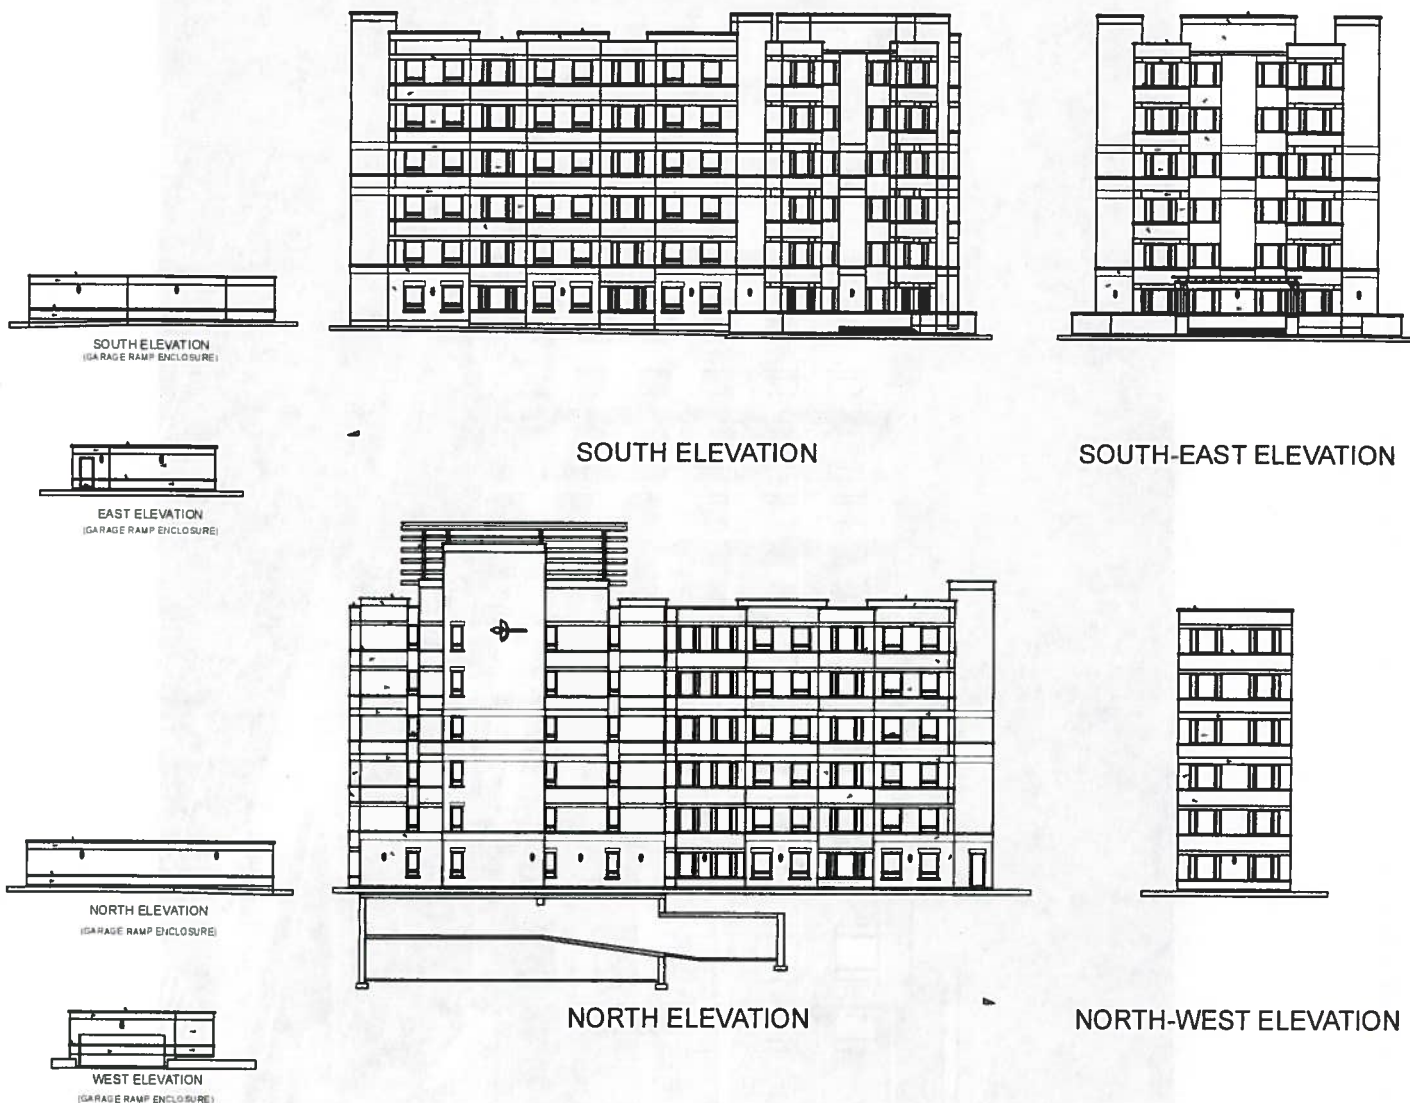 SOUTH ELEVATION
(GARAGE RAMP ENCLOSURE)
SOUTH ELEVATION
SOUTH-EAST ELEVATION
EAST ELEVATION
(GARAGE RAMP ENCLOSURE)
NORTH ELEVATION
(GARAGE RAMP ENCLOSURE)
NORTH ELEVATION
NORTH-WEST ELEVATION
WEST ELEVATION
(GARAGE RAMP ENCLOSURE)